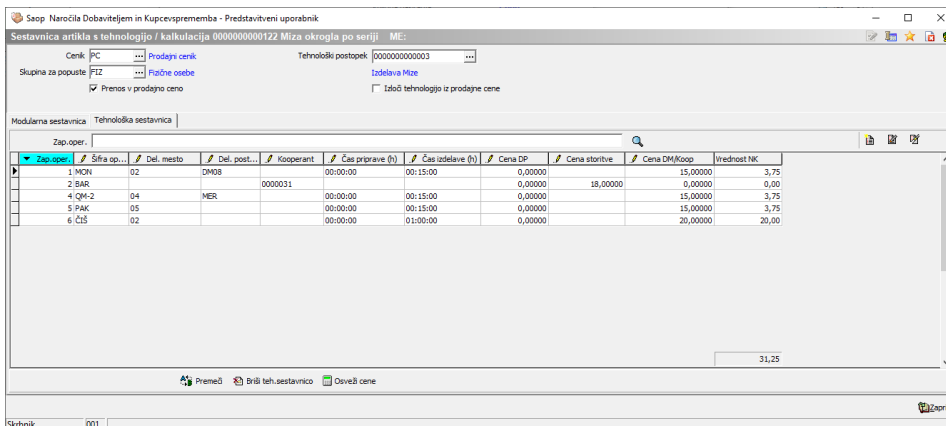 Saop Naročila Dobaviteljem in Kupcevsprememba - Predstavitveni uporabnik
Sestavnica artikla s tehnologijo / kalkulacija 0000000000122 Miza okrogla po seriji ME:
Cenik PC ... Prodajni cenik Tehnološki postopek 0000000000003 ...
Skupina za popuste FIZ ... Fizične osebe Izdelava Mize
Prenos v prodajno ceno Izloči tehnologijo iz prodajne cene
Modularna sestavnica Tehnološka sestavnica
Zap.oper.
Zap.oper. Šifra op... Del. mesto Del. post... Kooperant Čas priprave (h) Čas izdelave (h) Cena DP Cena storitve Cena DM/Koop Vrednost NK
1 MON 02 DM08 00:00:00 00:15:00 0,00000 15,00000 3,75
2 BAR 0000031 0,00000 18,00000 0,00000 0,00
4 QM-2 04 MER 00:00:00 00:15:00 0,00000 15,00000 3,75
5 PAK 05 00:00:00 00:15:00 0,00000 15,00000 3,75
6 ČIŠ 02 00:00:00 01:00:00 0,00000 20,00000 20,00
31,25
Premeči Briši teh.sestavnico Osveži cene
Zapri
Skrbnik 001